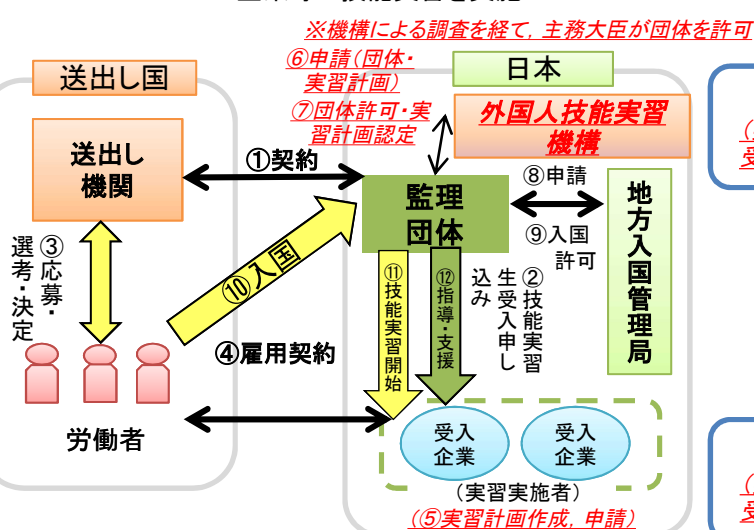 ※機構による調査を経て，主務大臣が団体を許可
⑥申請(団体・
実習計画)
⑦団体許可・実
習計画認定
送出し国
日本
外国人技能実習
機構
送出し
機関
①契約
監理
団体
⑧申請
⑨入国
許可
地方入国管理局
③応募・
選考・決定
⑩入国
⑪技能実習開始
⑫指導・支援
②技能実習
生受入申し
込み
④雇用契約
労働者
受入
企業
受入
企業
(実習実施者)
(⑤実習計画作成，申請)